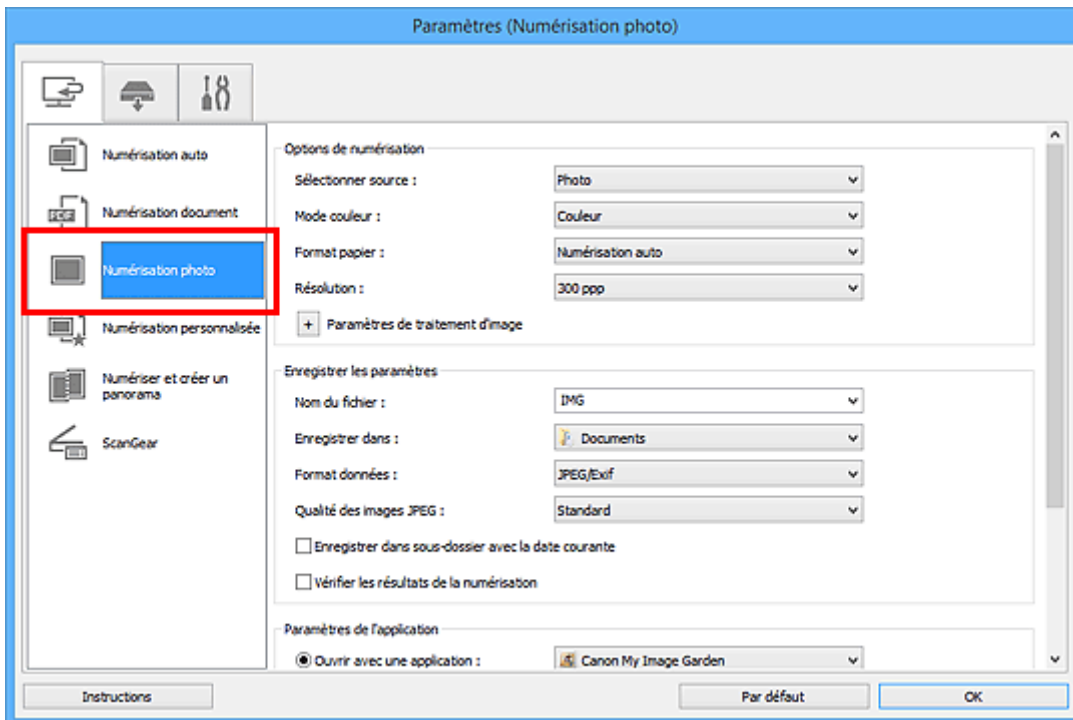 Paramètres (Numérisation photo)
Numérisation auto
Numérisation document
Numérisation photo
Numérisation personnalisée
Numériser et créer un
panorama
ScanGear
Options de numérisation
Sélectionner source : Photo
Mode couleur : Couleur
Format papier : Numérisation auto
Résolution : 300 ppp
+ Paramètres de traitement d'image
Enregistrer les paramètres
Nom du fichier : IMG
Enregistrer dans : Documents
Format données : JPEG/Exif
Qualité des images JPEG : Standard
Enregistrer dans sous-dossier avec la date courante
Vérifier les résultats de la numérisation
Paramètres de l'application
Ouvrir avec une application : Canon My Image Garden
Instructions Par défaut OK